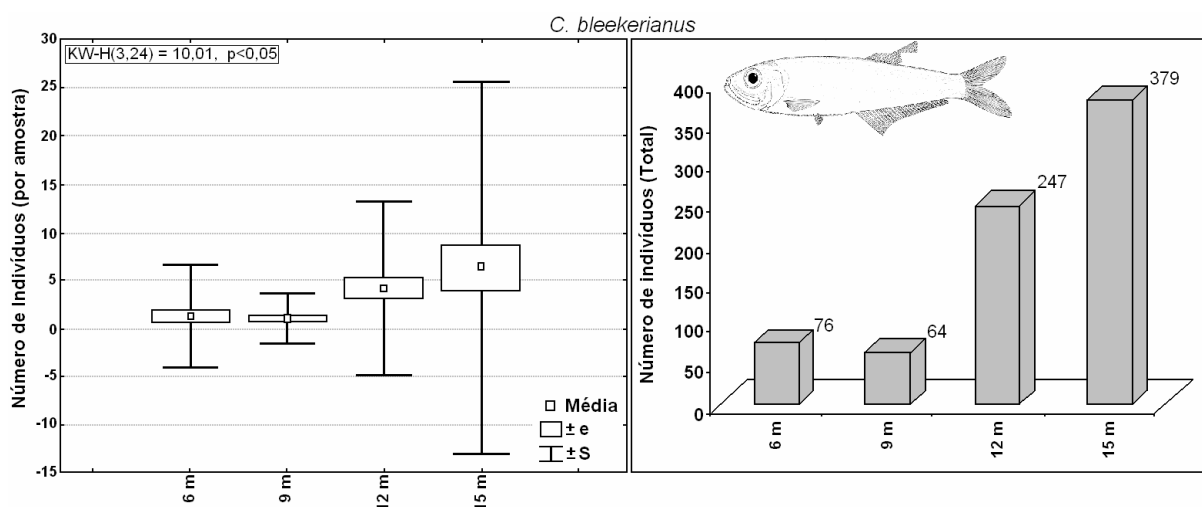 C. bleekerianus
KW-H(3,24) = 10,01, p<0,05
Número de Indivíduos (por amostra)
30
25
20
15
10
5
0
-5
-10
-15
6 m
9 m
12 m
15 m
Média
± e
± S
Número de indivíduos (Total)
400
350
300
250
200
150
100
50
0
76
64
247
379
6 m
9 m
12 m
15 m